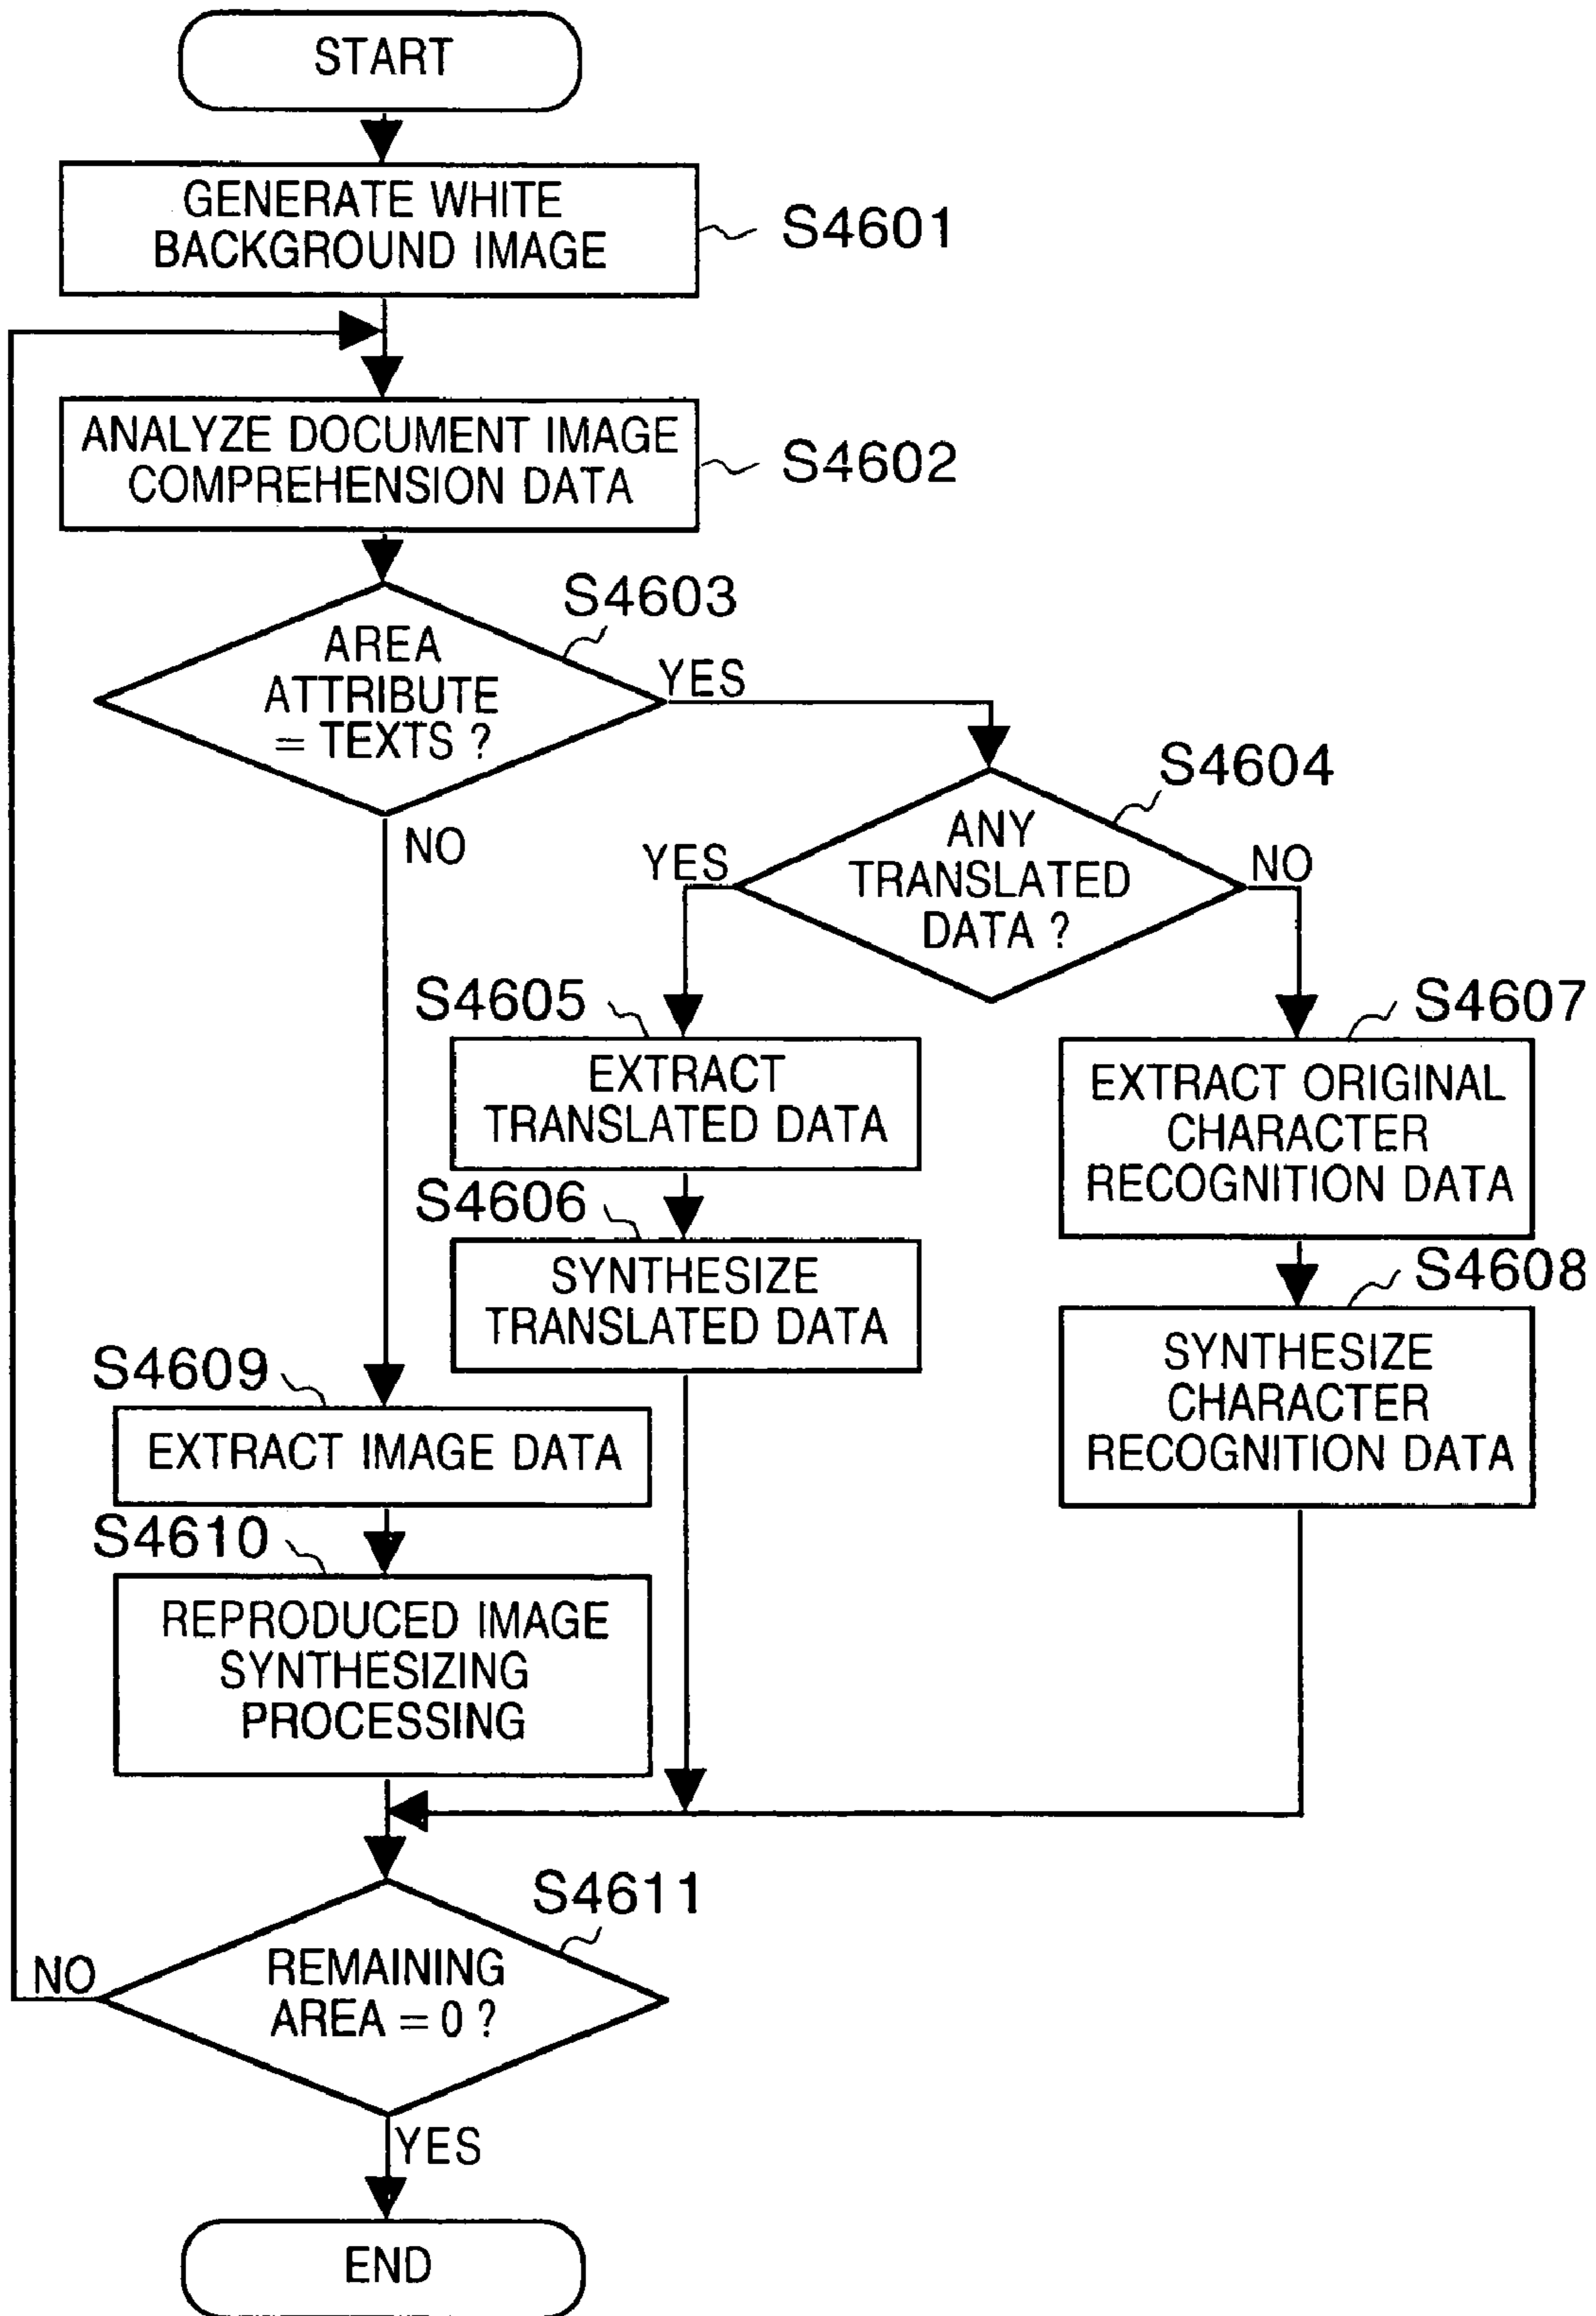 START
GENERATE WHITE
BACKGROUND IMAGE
S4601
ANALYZE DOCUMENT IMAGE
COMPREHENSION DATA
S4602
S4603
AREA
ATTRIBUTE
= TEXTS ?
YES
NO
S4604
ANY
TRANSLATED
DATA ?
YES
NO
S4605
EXTRACT
TRANSLATED DATA
S4607
EXTRACT ORIGINAL
CHARACTER
RECOGNITION DATA
S4606
SYNTHESIZE
TRANSLATED DATA
S4608
SYNTHESIZE
CHARACTER
RECOGNITION DATA
S4609
EXTRACT IMAGE DATA
S4610
REPRODUCED IMAGE
SYNTHESIZING
PROCESSING
S4611
REMAINING
AREA = 0 ?
NO
YES
END